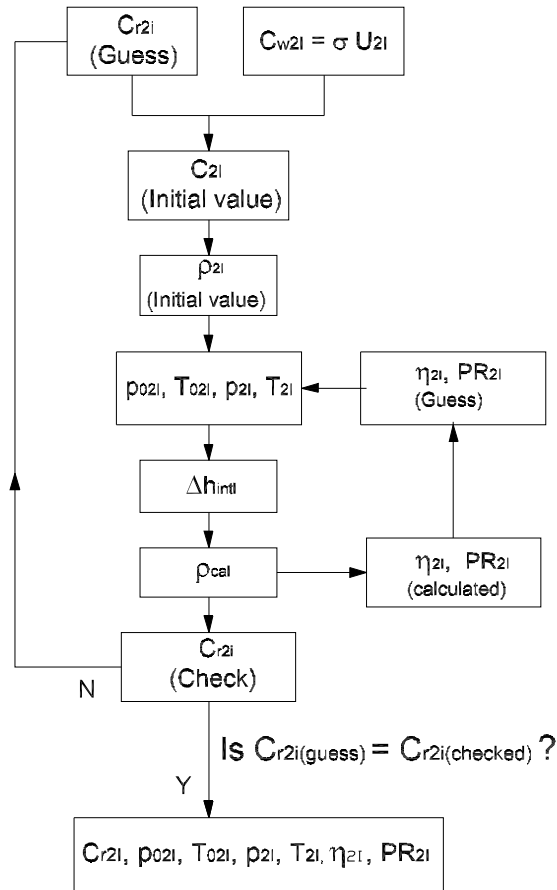 Cr2i
(Guess)
Cw2I = σ U2I
C2I
(Initial value)
ρ2I
(Initial value)
p02I, T02I, p2I, T2I
η2I, PR2I
(Guess)
Δhintl
ρcal
η2I, PR2I
(calculated)
Cr2i
(Check)
N
Is Cr2i(guess) = Cr2i(checked) ?
Y
Cr2I, p02I, T02I, p2I, T2I, η2I, PR2I